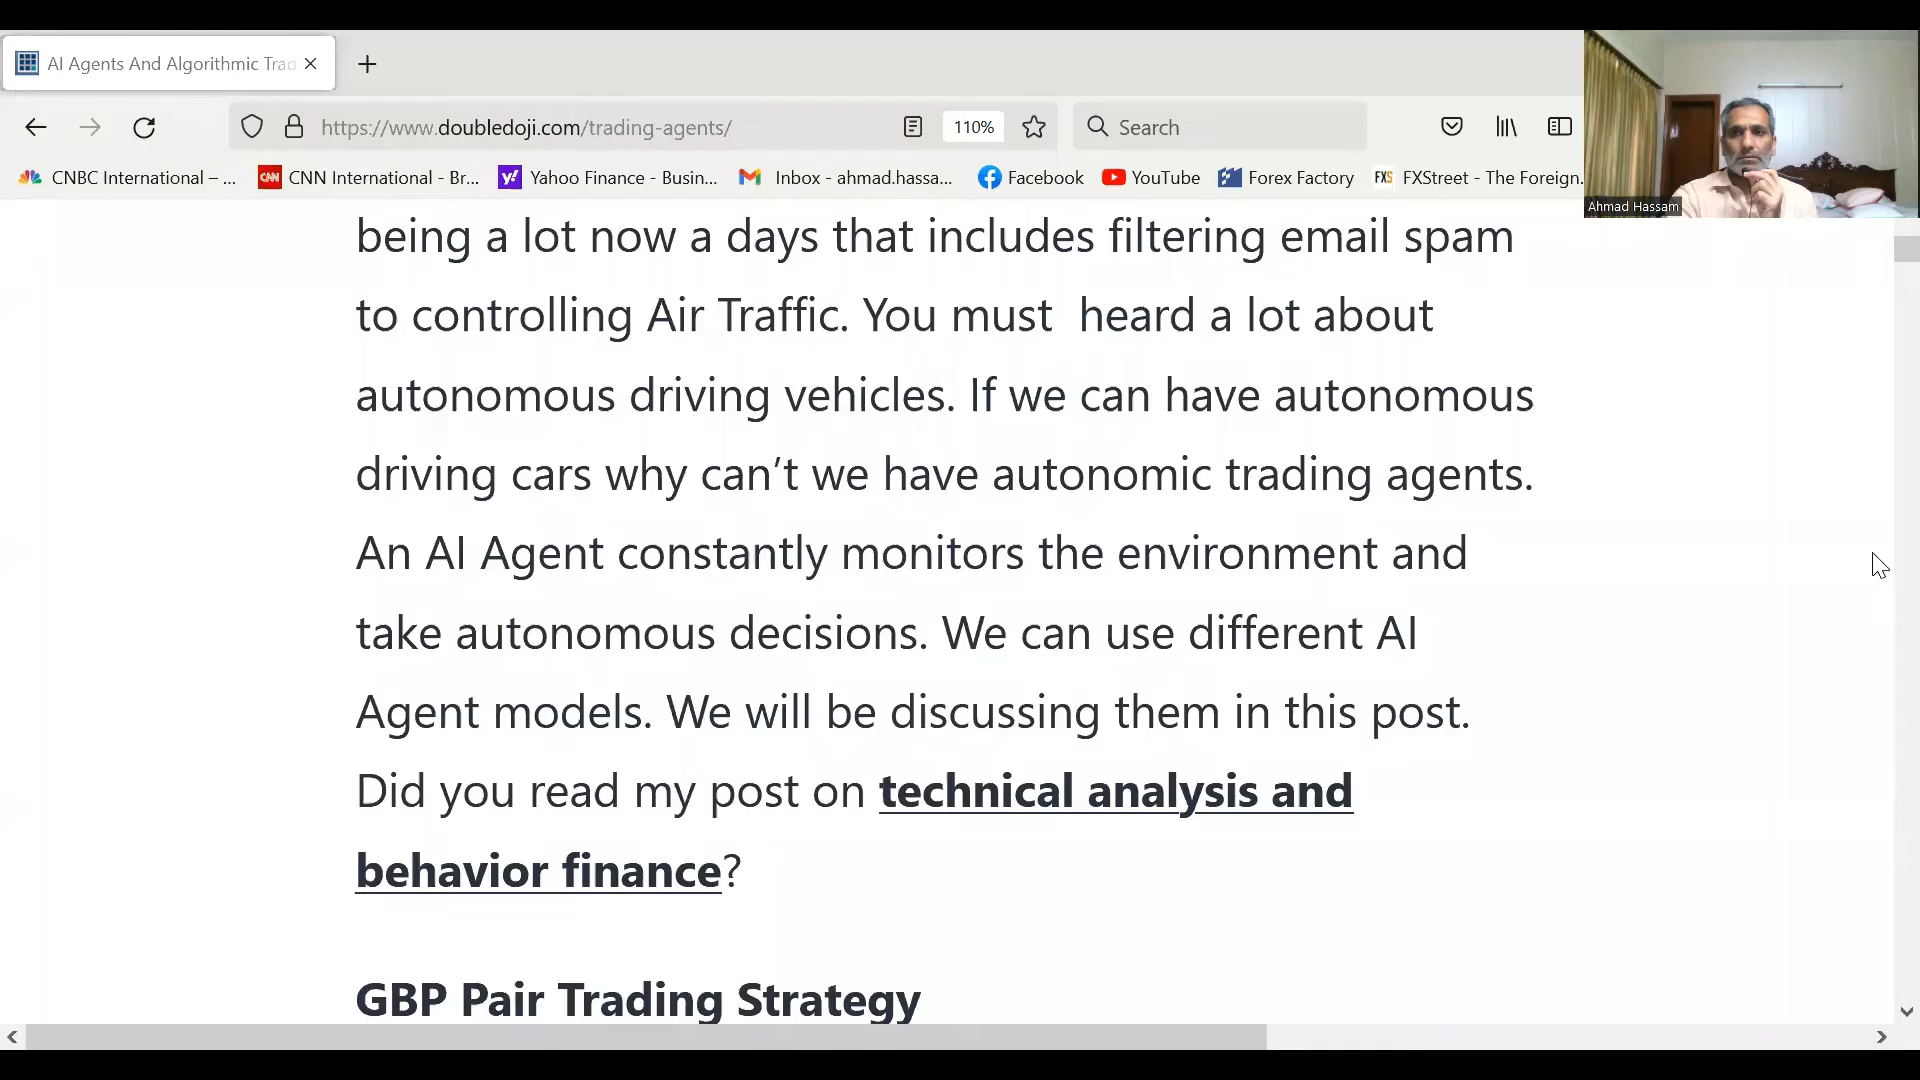 AI Agents And Algorithmic Trad
https://www.doubledoji.com/trading-agents/
110%
Search
CNBC International – ...
CNN
CNN International - Br...
y!
Yahoo Finance - Busin...
Inbox - ahmad.hassa...
Facebook
YouTube
Forex Factory
FXS
FXStreet - The Foreign.
Ahmad Hassam
being a lot now a days that includes filtering email spam
to controlling Air Traffic. You must  heard a lot about
autonomous driving vehicles. If we can have autonomous
driving cars why can’t we have autonomic trading agents.
An AI Agent constantly monitors the environment and
take autonomous decisions. We can use different AI
Agent models. We will be discussing them in this post.
Did you read my post on technical analysis and
behavior finance?
GBP Pair Trading Strategy